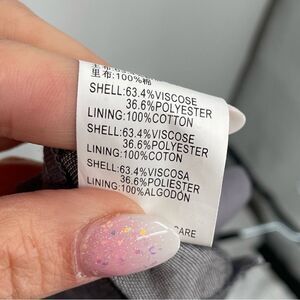 里布:100%棉
SHELL:63.4%VISCOSE
36.6%POLYESTER
LINING:100%COTTON
SHELL:63.4%VISCOSE
36.6%POLYESTER
LINING:100%COTON
SHELL:63.4%VISCOSA
36.6%POLIESTER
LINING:100%ALGODON
CARE